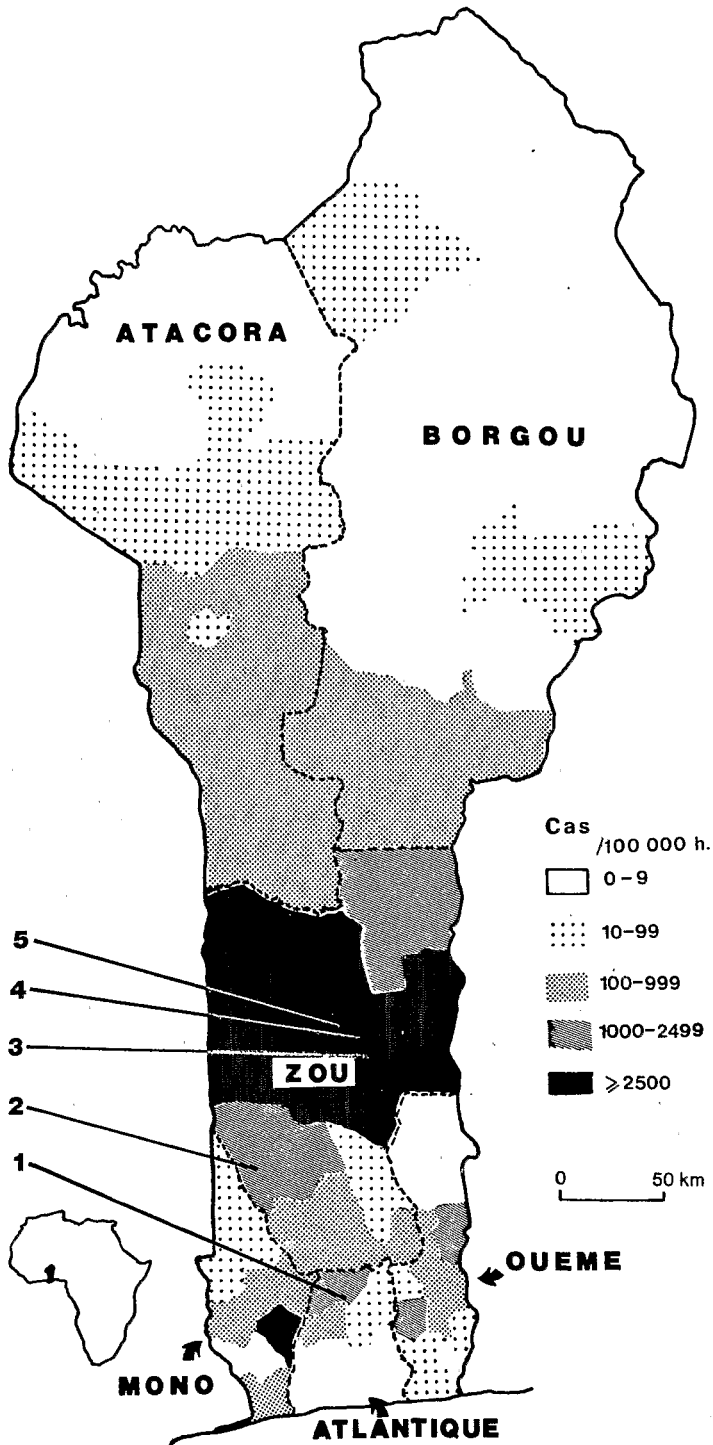 ATACORA
BORGOU
Cas
/100 000 h.
0-9
10-99
100-999
1000-2499
⩾2500
5
4
3
ZOU
2
1
0 50 km
OUEME
MONO
ATLANTIQUE